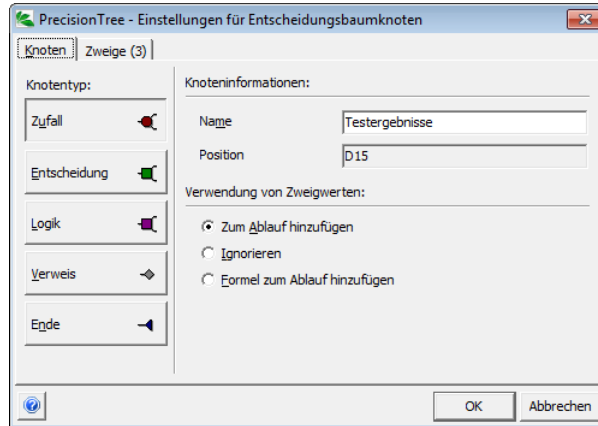 PrecisionTree - Einstellungen für Entscheidungsbaumknoten
Knoten
Zweige (3)
Knotentyp:
Zufall
Entscheidung
Logik
Verweis
Ende
Knoteninformationen:
Name
Testergebnisse
Position
D15
Verwendung von Zweigwerten:
Zum Ablauf hinzufügen
Ignorieren
Formel zum Ablauf hinzufügen
OK
Abbrechen